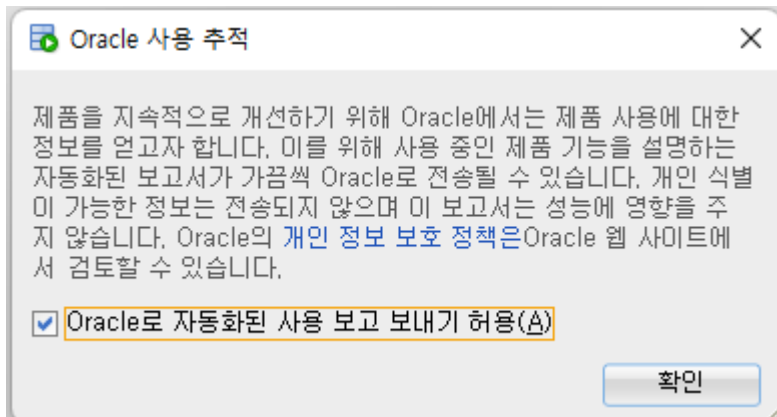 Oracle 사용 추적
제품을 지속적으로 개선하기 위해 Oracle에서는 제품 사용에 대한
정보를 얻고자 합니다. 이를 위해 사용 중인 제품 기능을 설명하는
자동화된 보고서가 가끔씩 Oracle로 전송될 수 있습니다. 개인 식별
이 가능한 정보는 전송되지 않으며 이 보고서는 성능에 영향을 주
지 않습니다. Oracle의 개인 정보 보호 정책은Oracle 웹 사이트에
서 검토할 수 있습니다.
Oracle로 자동화된 사용 보고 보내기 허용(A)
확인